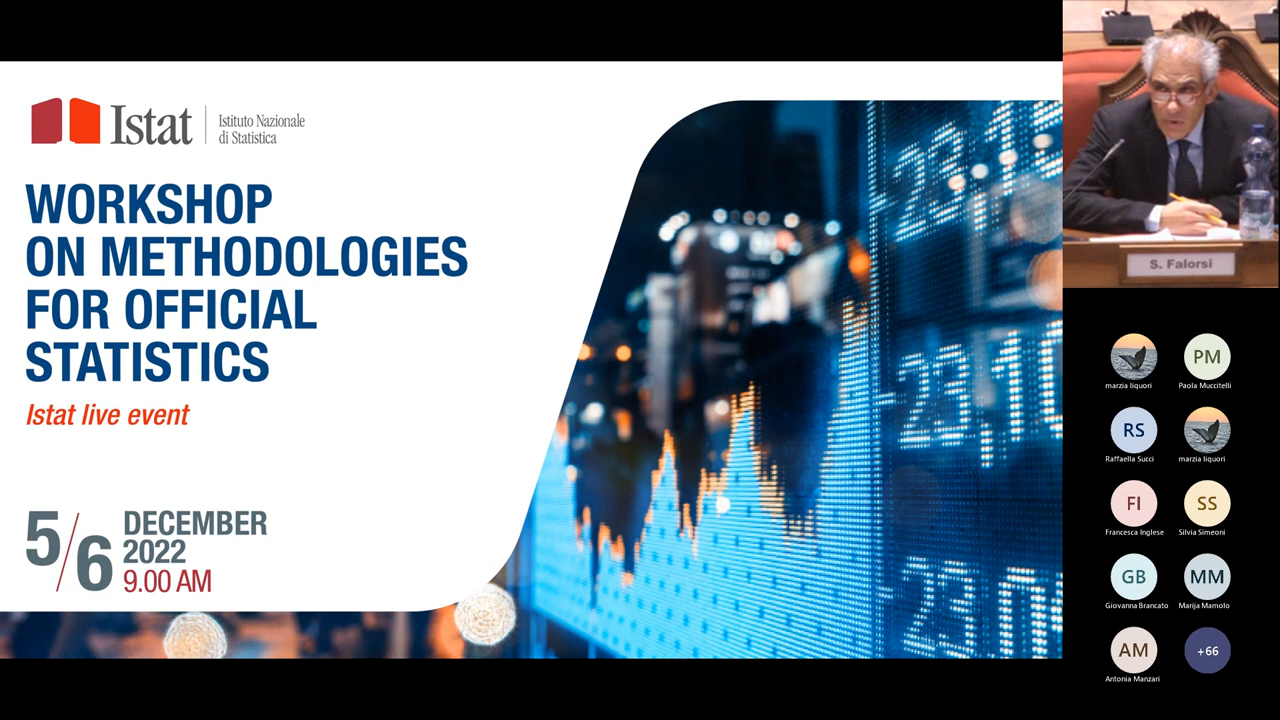 Istat
Istituto Nazionale
di Statistica
WORKSHOP
ON METHODOLOGIES
FOR OFFICIAL
STATISTICS
Istat live event
5/6
DECEMBER
2022
9.00 AM
S. Falorsi
marzia liquori
PM
Paola Muccitelli
RS
Raffaella Succi
marzia liquori
FI
Francesca Inglese
SS
Silvia Simeoni
GB
Giovanna Brancato
MM
Marija Mamolo
AM
Antonia Manzari
+66